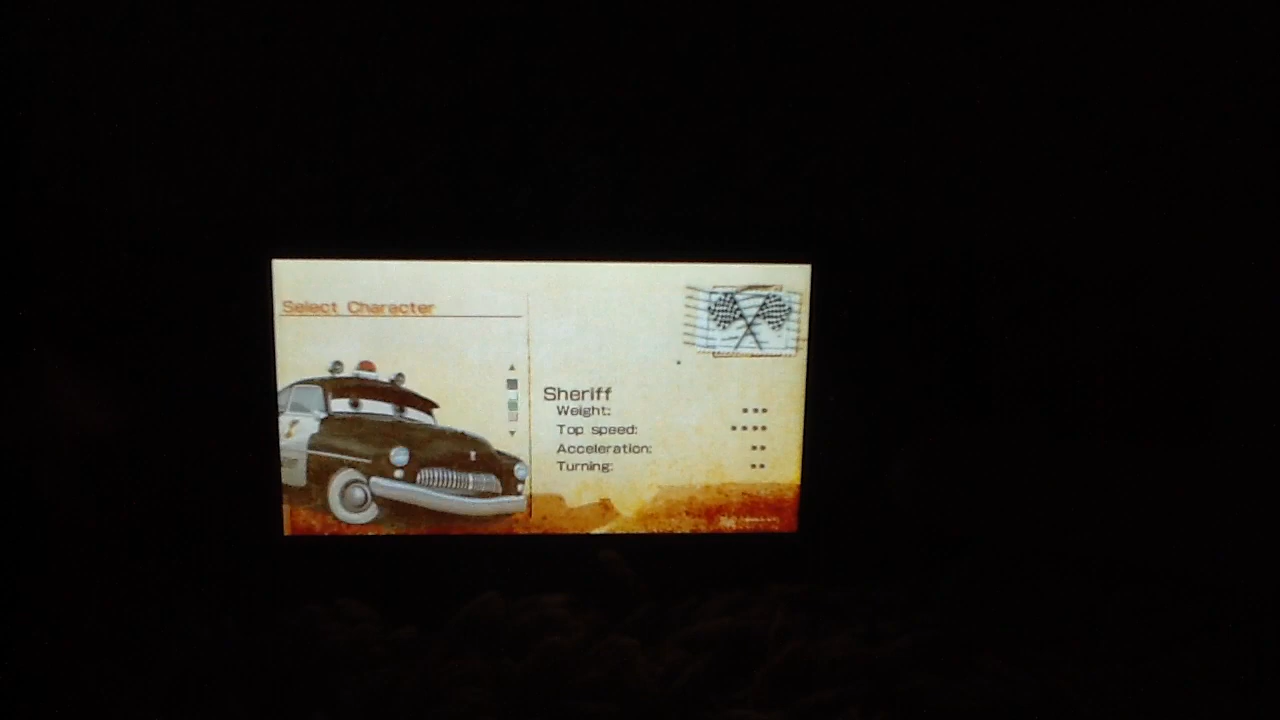 Select Character
Sheriff
Weight:
Top speed:
Acceleration:
Turning: